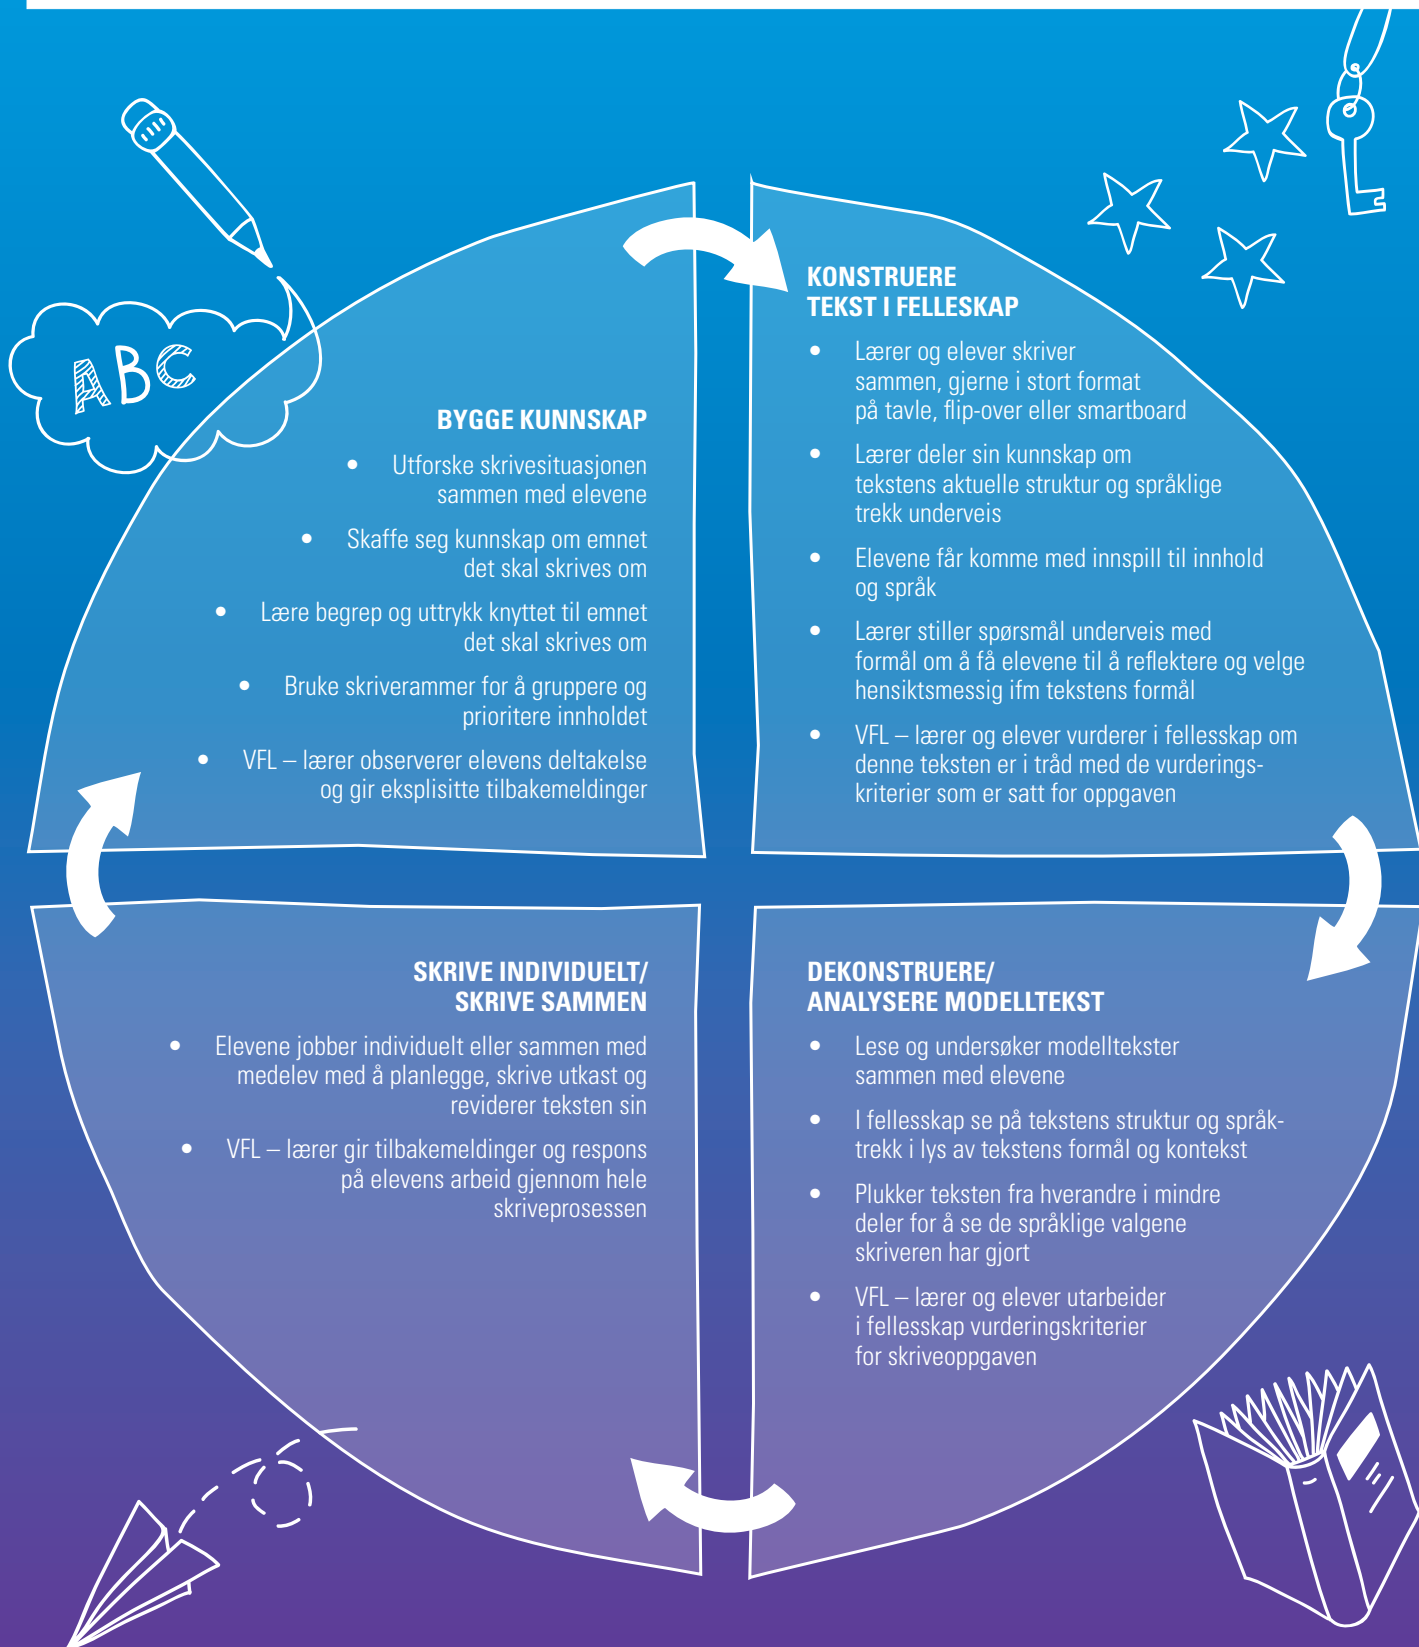 ABC
BYGGE KUNNSKAP
• Utforske skrivesituasjonen
sammen med elevene
• Skaffe seg kunnskap om emnet
det skal skrives om
• Lære begrep og uttrykk knyttet til emnet
det skal skrives om
• Bruke skriverammer for å gruppere og
prioritere innholdet
• VFL – lærer observerer elevens deltakelse
og gir eksplisitte tilbakemeldinger
KONSTRUERE
TEKST I FELLESKAP
• Lærer og elever skriver
sammen, gjerne i stort format
på tavle, flip-over eller smartboard
• Lærer deler sin kunnskap om
tekstens aktuelle struktur og språklige
trekk underveis
• Elevene får komme med innspill til innhold
og språk
• Lærer stiller spørsmål underveis med
formål om å få elevene til å reflektere og velge
hensiktsmessig ifm tekstens formål
• VFL – lærer og elever vurderer i fellesskap om
denne teksten er i tråd med de vurderings-
kriterier som er satt for oppgaven
DEKONSTRUERE/
ANALYSERE MODELLTEKST
• Lese og undersøker modelltekster
sammen med elevene
• I fellesskap se på tekstens struktur og språk-
trekk i lys av tekstens formål og kontekst
• Plukker teksten fra hverandre i mindre
deler for å se de språklige valgene
skriveren har gjort
• VFL – lærer og elever utarbeider
i fellesskap vurderingskriterier
for skriveoppgaven
SKRIVE INDIVIDUELT/
SKRIVE SAMMEN
• Elevene jobber individuelt eller sammen med
medelev med å planlegge, skrive utkast og
reviderer teksten sin
• VFL – lærer gir tilbakemeldinger og respons
på elevens arbeid gjennom hele
skriveprosessen